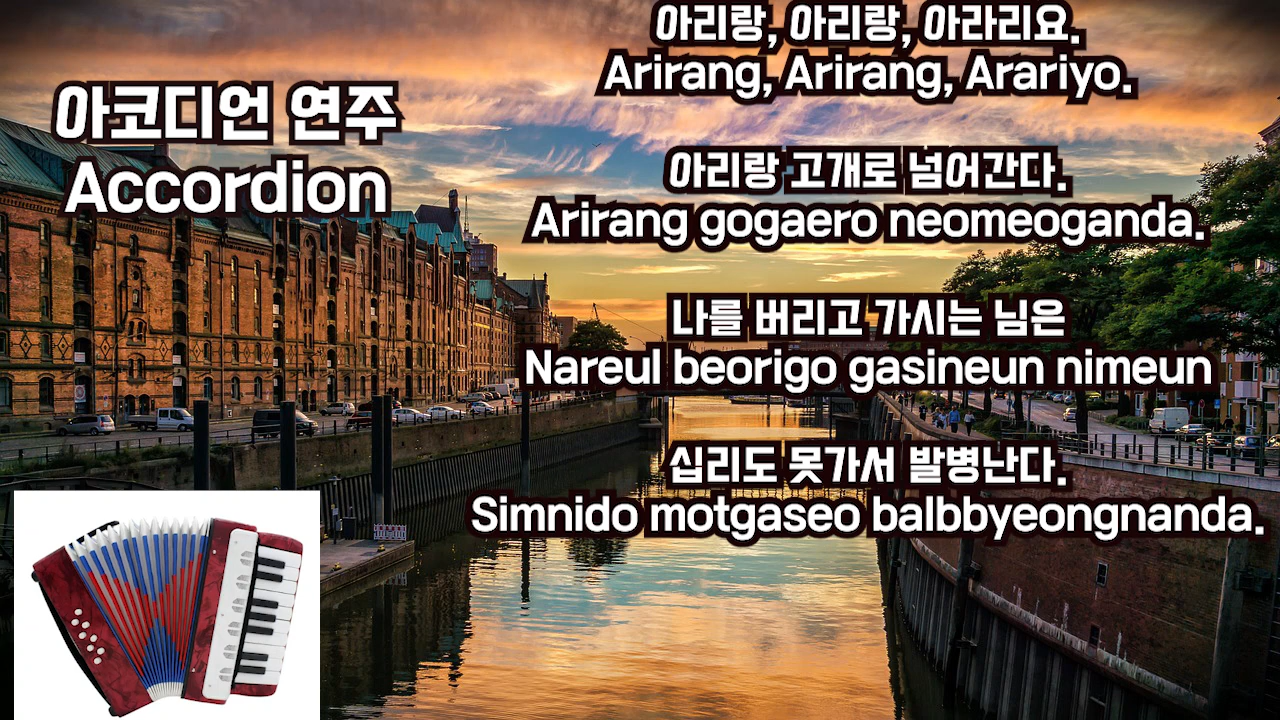 아코디언 연주
Accordion
아리랑, 아리랑, 아라리요.
Arirang, Arirang, Arariyo.
아리랑 고개로 넘어간다.
Arirang gogaero neomeoganda.
나를 버리고 가시는 님은
Nareul beorigo gasineun nimeun
십리도 못가서 발병난다.
Simnido motgaseo balbbyeongnanda.